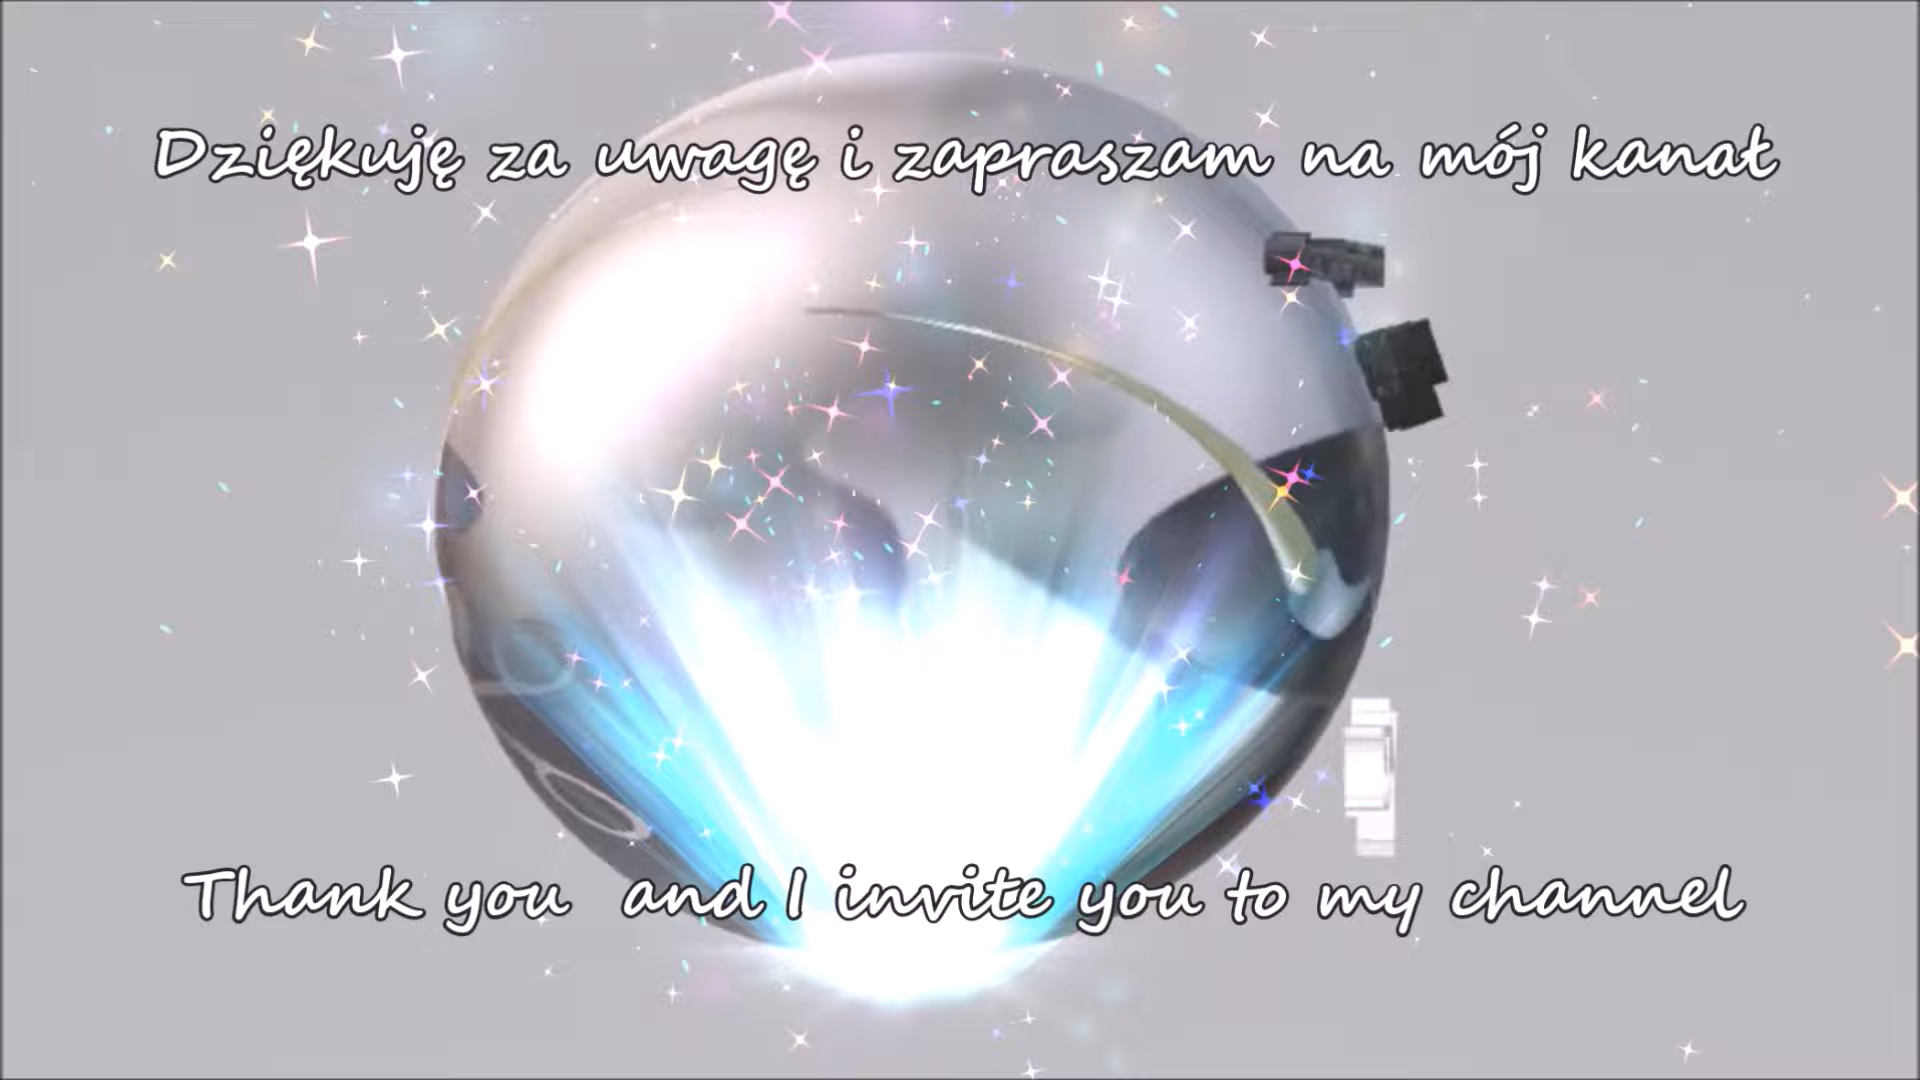 Dziękuję za uwagę i zapraszam na mój kanał
Thank you and I invite you to my channel